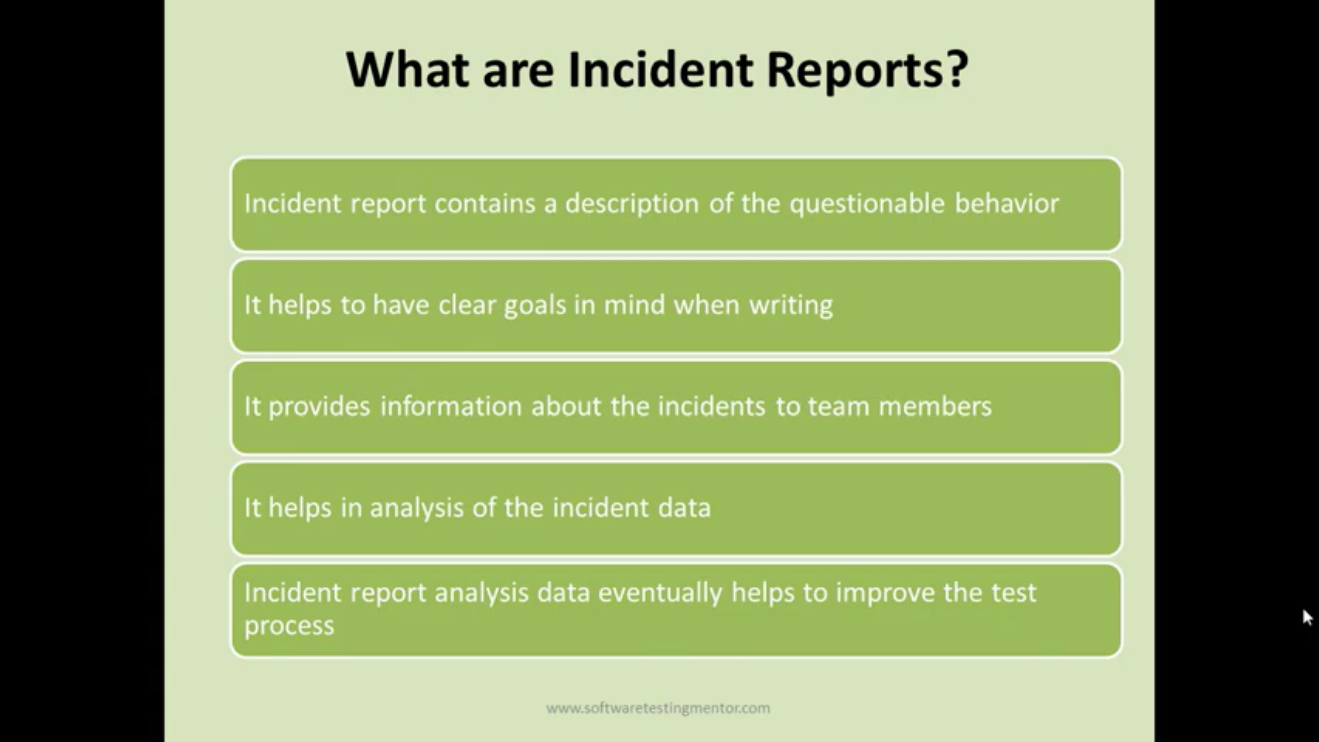 What are Incident Reports?
Incident report contains a description of the questionable behavior
It helps to have clear goals in mind when writing
It provides information about the incidents to team members
It helps in analysis of the incident data
Incident report analysis data eventually helps to improve the test
process
www.softwaretestingmentor.com